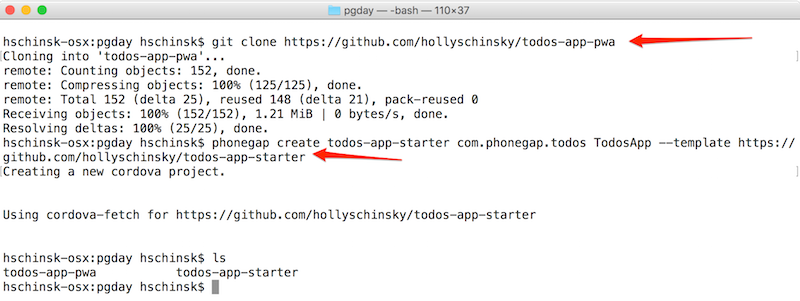 pgday — -bash — 110×37
hschinsk-osx:pgday hschinsk$ git clone https://github.com/hollyschinsky/todos-app-pwa
[Cloning into 'todos-app-pwa'... ]
remote: Counting objects: 152, done.
remote: Compressing objects: 100% (125/125), done.
remote: Total 152 (delta 25), reused 148 (delta 21), pack-reused 0
Receiving objects: 100% (152/152), 1.21 MiB | 0 bytes/s, done.
Resolving deltas: 100% (25/25), done.
hschinsk-osx:pgday hschinsk$ phonegap create todos-app-starter com.phonegap.todos TodosApp --template https://
github.com/hollyschinsky/todos-app-starter
[Creating a new cordova project. ]
Using cordova-fetch for https://github.com/hollyschinsky/todos-app-starter
hschinsk-osx:pgday hschinsk$ ls
todos-app-pwa todos-app-starter
hschinsk-osx:pgday hschinsk$